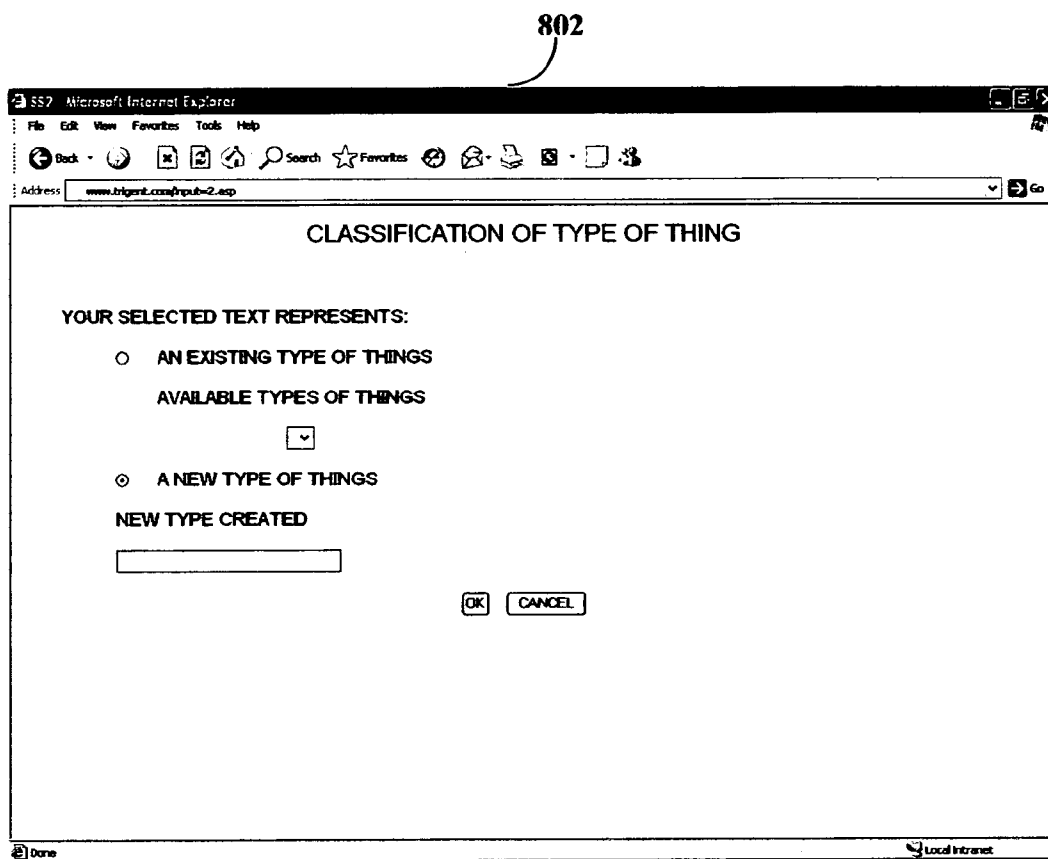 802
SS2 - Microsoft Internet Explorer
File Edit View Favorites Tools Help
Back Search Favorites
Address www.trigent.com/input=2.asp Go
CLASSIFICATION OF TYPE OF THING
YOUR SELECTED TEXT REPRESENTS:
AN EXISTING TYPE OF THINGS
AVAILABLE TYPES OF THINGS
A NEW TYPE OF THINGS
NEW TYPE CREATED
OK CANCEL
Done Local intranet